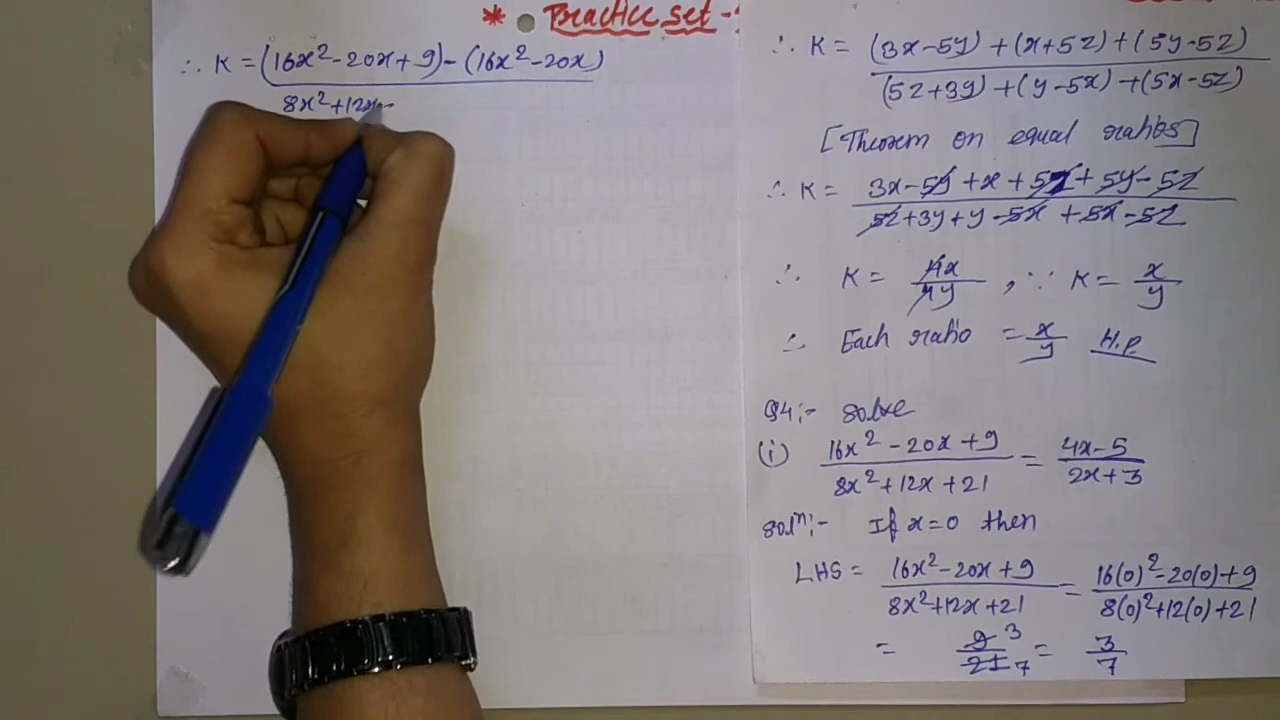 * Practice set -
∴ K = (16x² - 20x + 9) - (16x² - 20x)
8x² + 12x
∴ K = (3x - 5y) + (x + 5z) + (5y - 5z)
(5z + 3y) + (y - 5x) + (5x - 5z)
[Theorem on equal ratios]
∴ K = 3x - 5y + x + 5z + 5y - 5z
5z + 3y + y - 5x + 5x - 5z
∴ K = 4x / 4y , ∵ K = x / y
∴ Each ratio = x / y H.P.
Q4:- solve
(i) 16x² - 20x + 9 / 8x² + 12x + 21 = 4x - 5 / 2x + 3
solⁿ:- If x = 0 then
LHS = 16x² - 20x + 9 / 8x² + 12x + 21 = 16(0)² - 20(0) + 9 / 8(0)² + 12(0) + 21
= 9 3 / 21 7 = 3 / 7